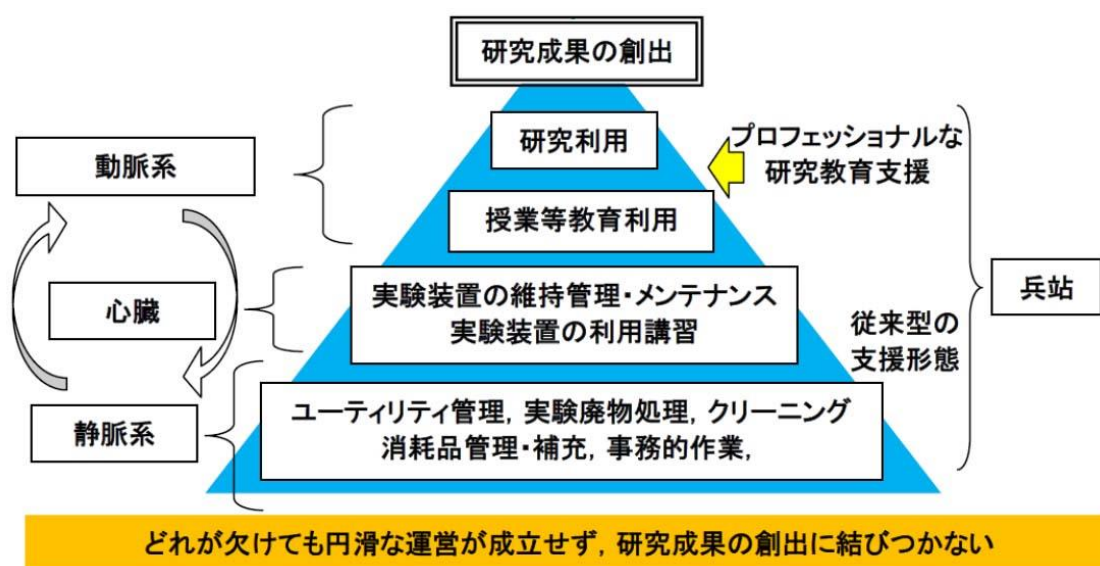 研究成果の創出
研究利用
プロフェッショナルな
研究教育支援
動脈系
授業等教育利用
実験装置の維持管理・メンテナンス
実験装置の利用講習
心臓
兵站
従来型の
支援形態
ユーティリティ管理, 実験廃物処理, クリーニング
消耗品管理・補充, 事務的作業,
静脈系
どれが欠けても円滑な運営が成立せず, 研究成果の創出に結びつかない